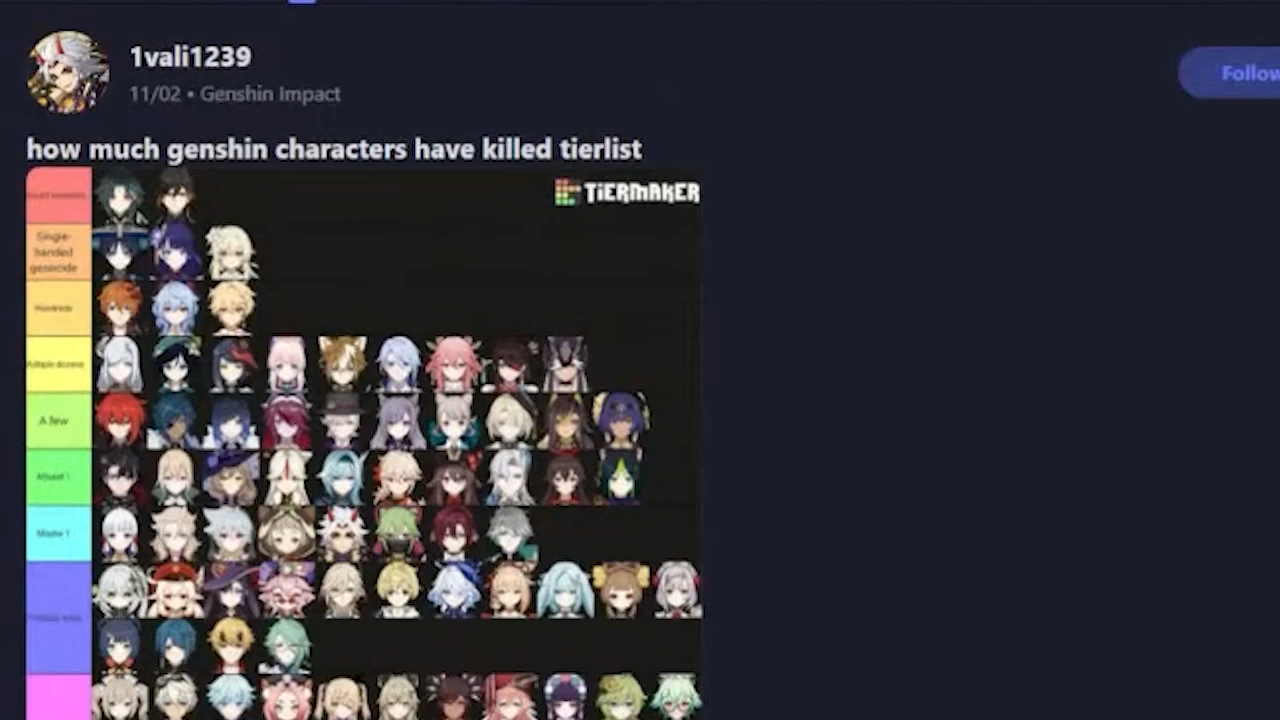 1vali1239
11/02 • Genshin Impact
Follow
how much genshin characters have killed tierlist
TiERMAKER
Single-
handed
genocide
Hundreds
Multiple dozens
A few
Atleast 1
Maybe 1